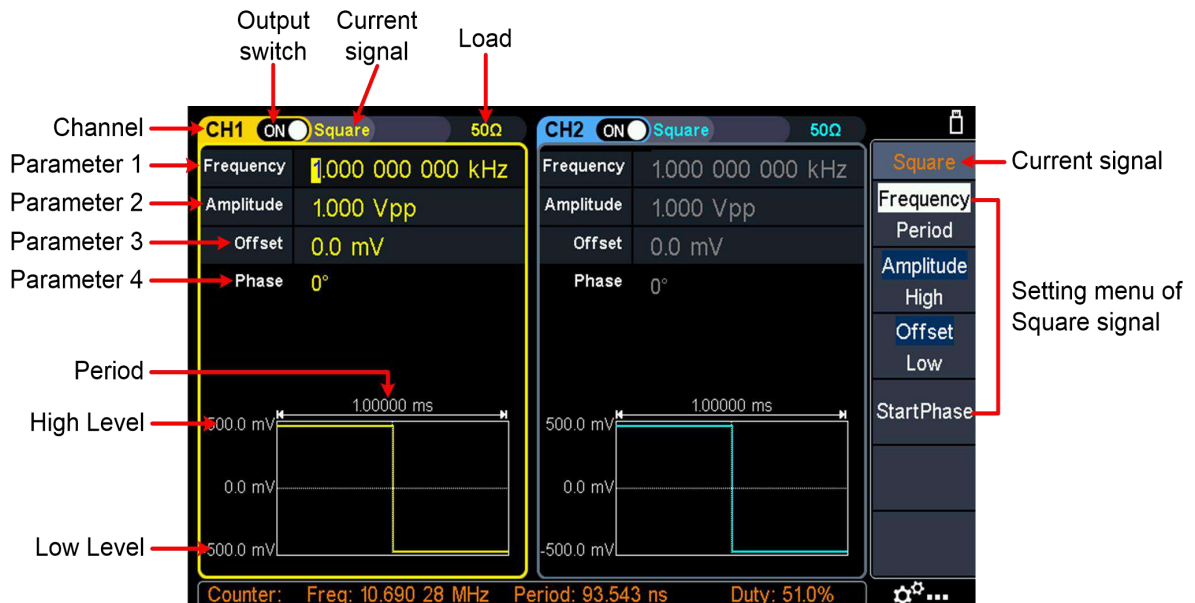 Output switch
Current signal
Load
Channel
CH1 ON Square 50Ω
CH2 ON Square 50Ω
Parameter 1
Frequency 1.000 000 000 kHz
Frequency 1.000 000 000 kHz
Parameter 2
Amplitude 1.000 Vpp
Amplitude 1.000 Vpp
Parameter 3
Offset 0.0 mV
Offset 0.0 mV
Parameter 4
Phase 0°
Phase 0°
Square
Current signal
Frequency
Period
Amplitude
High
Offset
Low
StartPhase
Setting menu of
Square signal
Period
1.00000 ms
1.00000 ms
High Level
500.0 mV
500.0 mV
0.0 mV
0.0 mV
Low Level
-500.0 mV
-500.0 mV
Counter: Freq: 10.690 28 MHz Period: 93.543 ns Duty: 51.0%